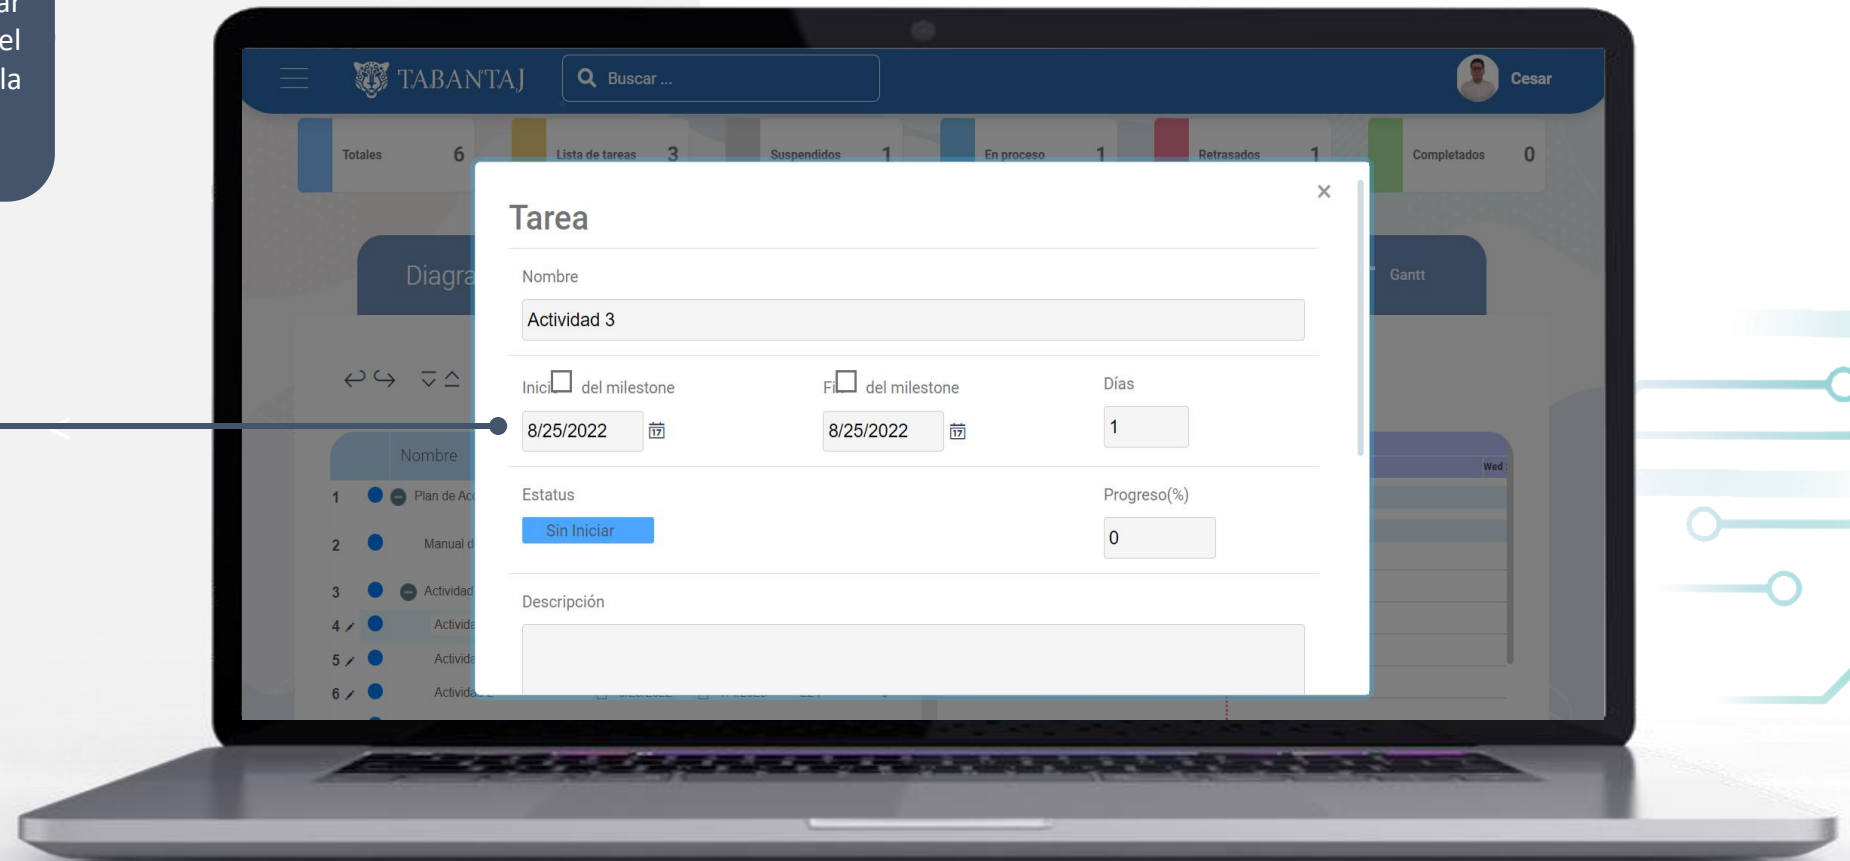 ar
el
la
TABANTAJ
Buscar ...
Cesar
Totales 6
Lista de tareas 3
Suspendidos 1
En proceso 1
Retrasados 1
Completados 0
Diagra
Gantt
×
Tarea
Nombre
Actividad 3
del milestone
del milestone
Días
8/25/2022
17
8/25/2022
17
1
Estatus
Progreso(%)
Sin Iniciar
0
Descripción
Nombre
Wed
1 Plan de Ac
2 Manual d
3 Actividad
4 Activida
5 Activida
6 Activida